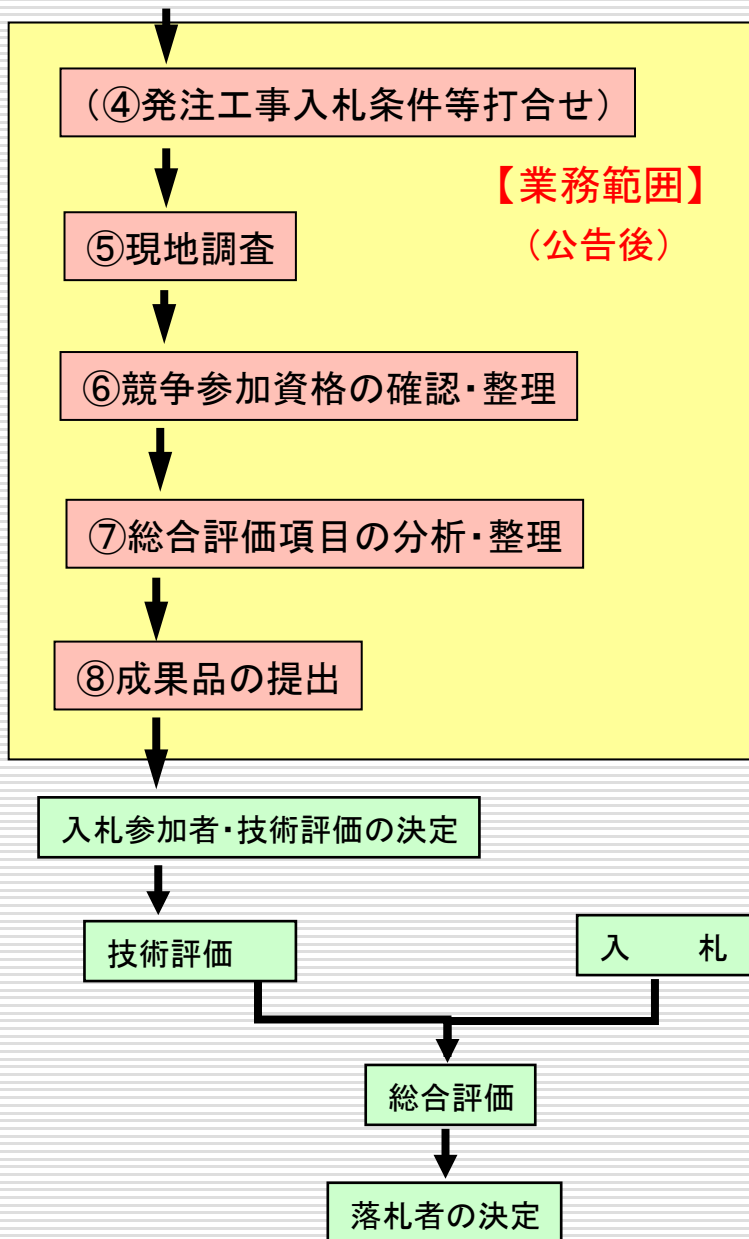 （④発注工事入札条件等打合せ）
【業務範囲】
（公告後）
⑤現地調査
⑥競争参加資格の確認・整理
⑦総合評価項目の分析・整理
⑧成果品の提出
入札参加者・技術評価の決定
技術評価
入　　札
総合評価
落札者の決定